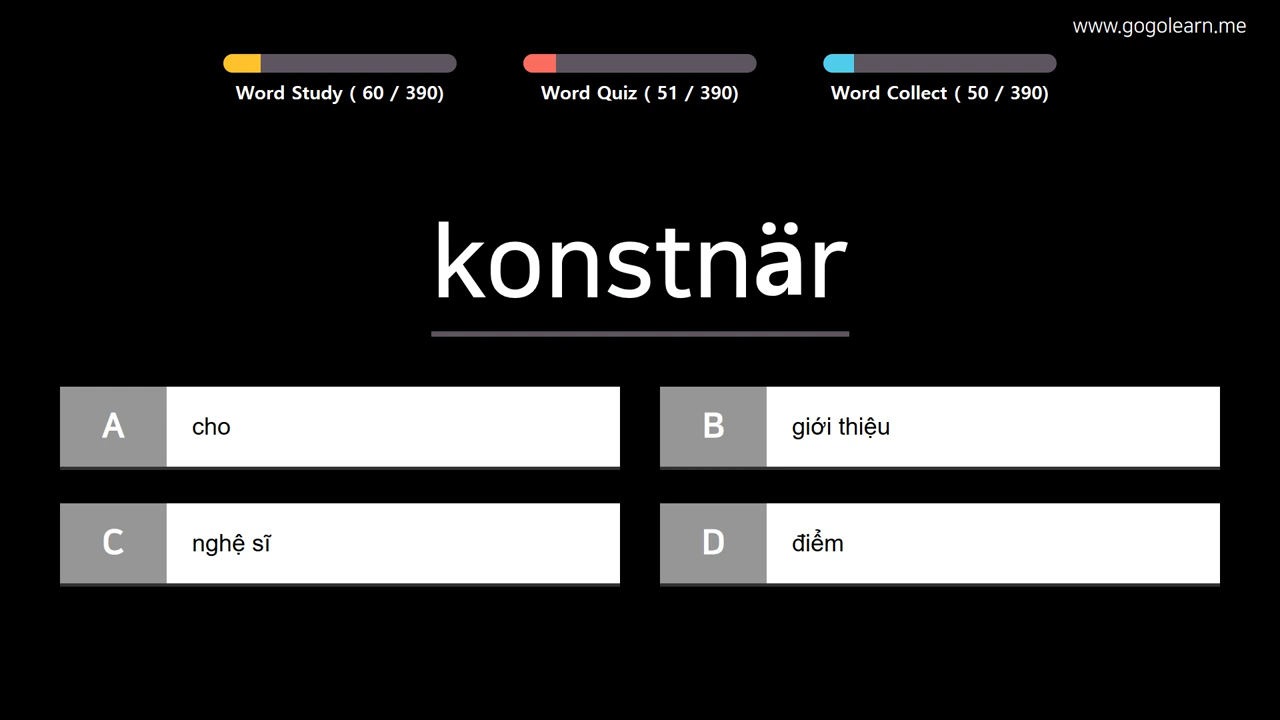 www.gogolearn.me
Word Study ( 60 / 390)
Word Quiz ( 51 / 390)
Word Collect ( 50 / 390)
konstnär
A cho
B giới thiệu
C nghệ sĩ
D điểm